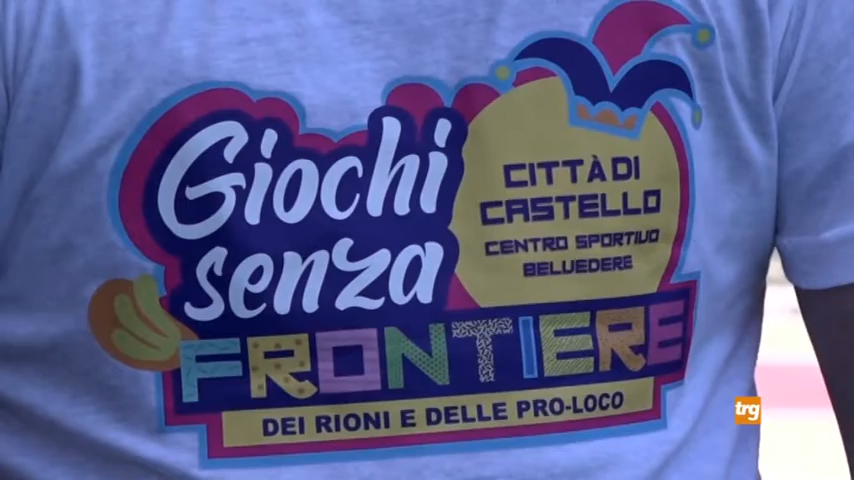 Giochi
senza
FRONTIERE
DEI RIONI E DELLE PRO-LOCO
CITTÀ DI
CASTELLO
CENTRO SPORTIVO
BELVEDERE
trg